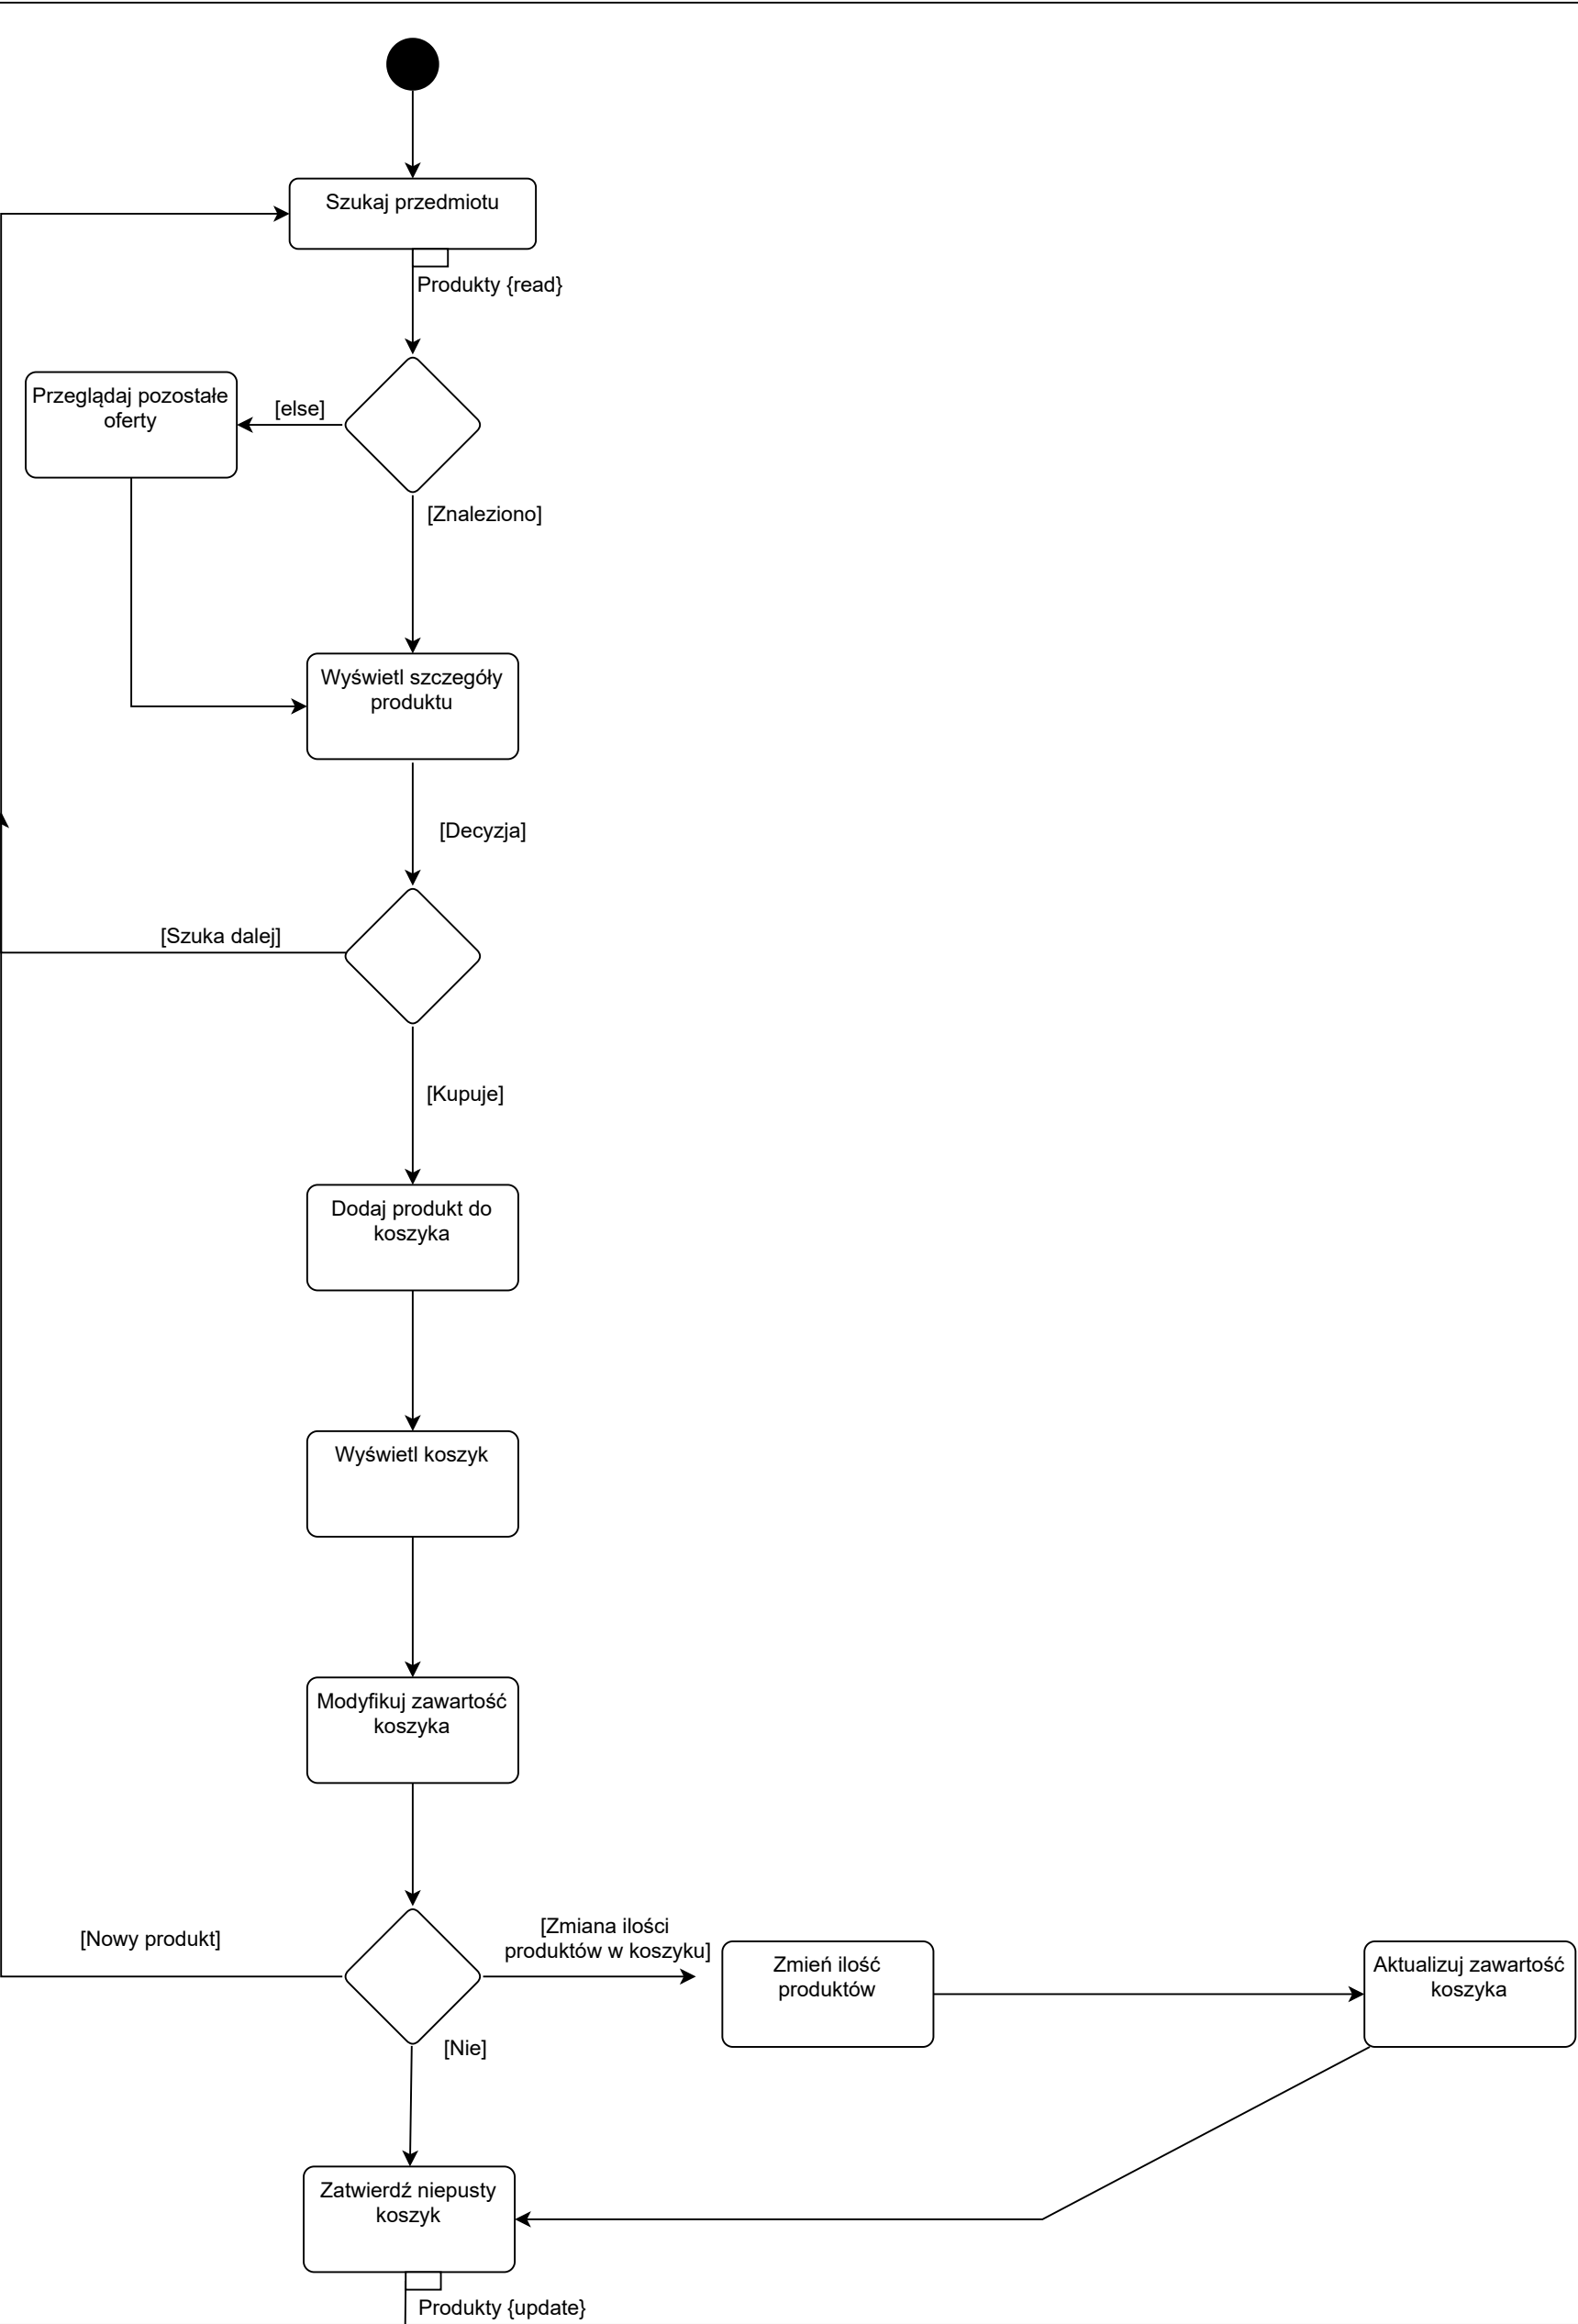 Szukaj przedmiotu
Produkty {read}
Przeglądaj pozostałe
oferty
[else]
[Znaleziono]
Wyświetl szczegóły
produktu
[Decyzja]
[Szuka dalej]
[Kupuje]
Dodaj produkt do
koszyka
Wyświetl koszyk
Modyfikuj zawartość
koszyka
[Nowy produkt]
[Zmiana ilości
produktów w koszyku]
Zmień ilość
produktów
Aktualizuj zawartość
koszyka
[Nie]
Zatwierdź niepusty
koszyk
Produkty {update}